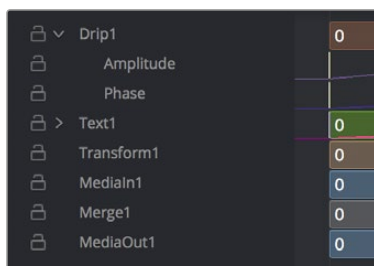 Drip1 0
Amplitude
Phase
Text1 0
Transform1 0
MediaIn1 0
Merge1 0
MediaOut1 0